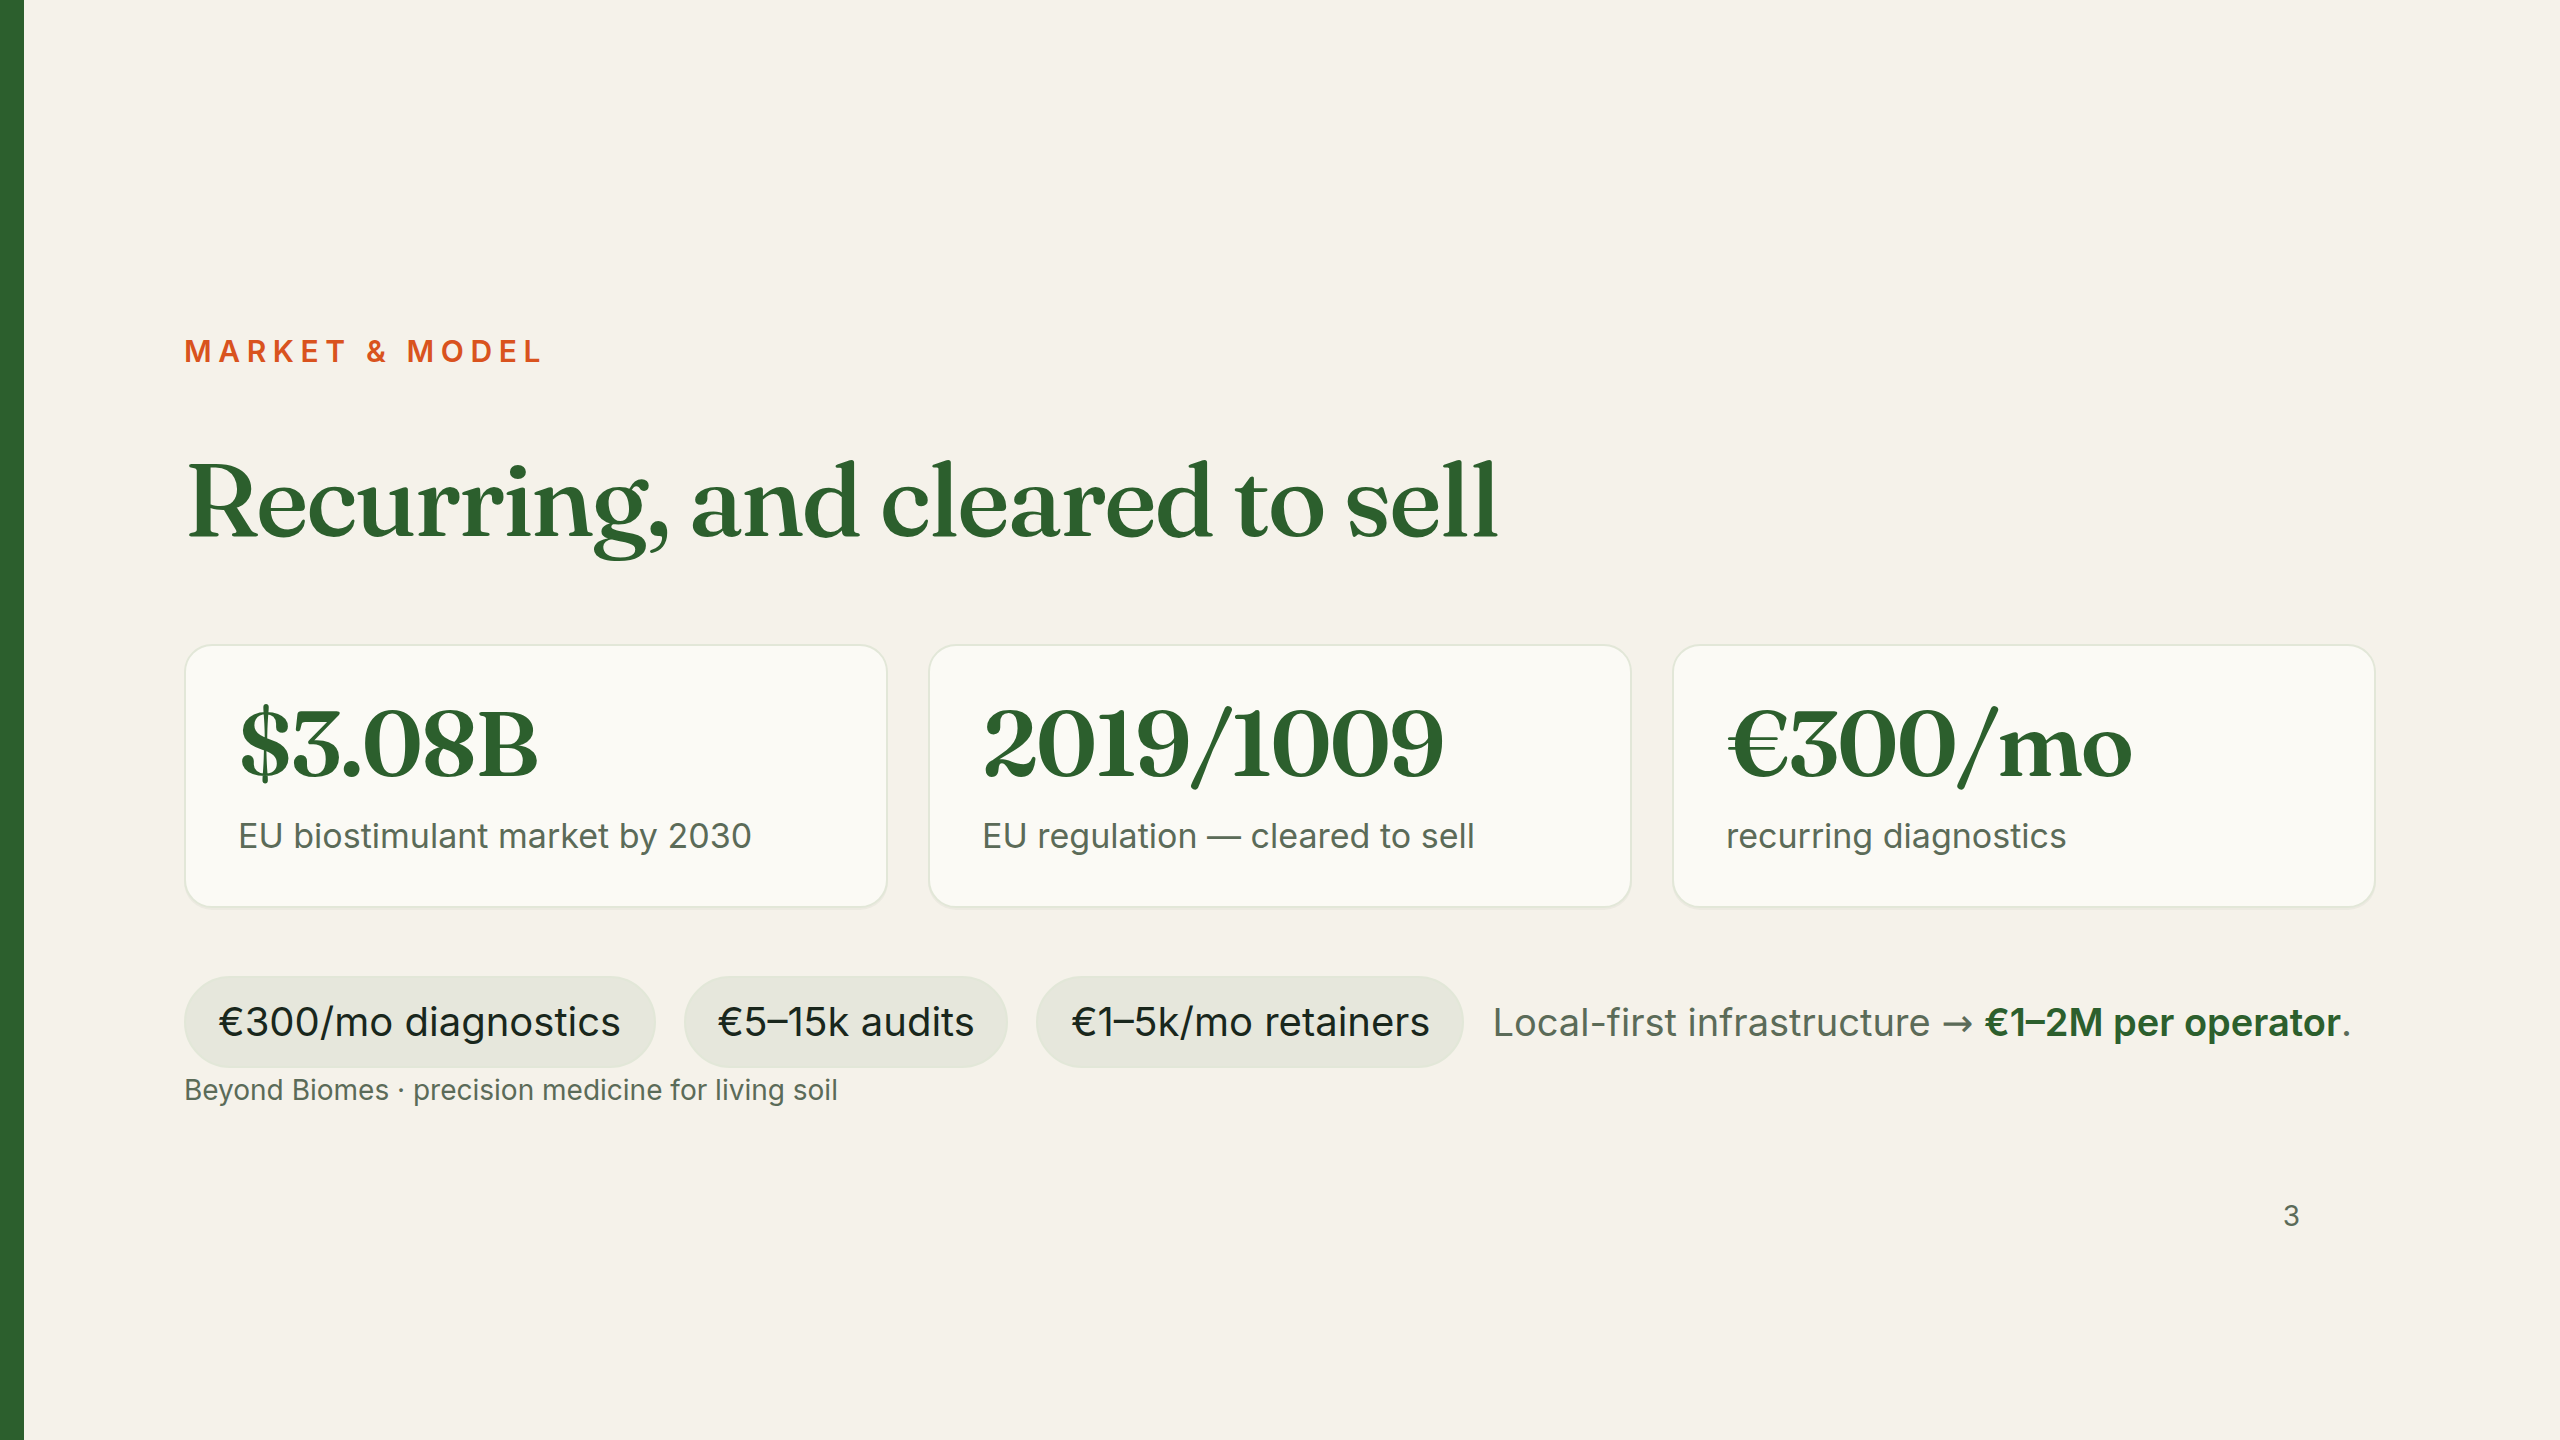 MARKET & MODEL
Recurring, and cleared to sell
$3.08B
EU biostimulant market by 2030
2019/1009
EU regulation — cleared to sell
€300/mo
recurring diagnostics
€300/mo diagnostics
€5–15k audits
€1–5k/mo retainers
Local-first infrastructure → €1–2M per operator.
Beyond Biomes · precision medicine for living soil
3